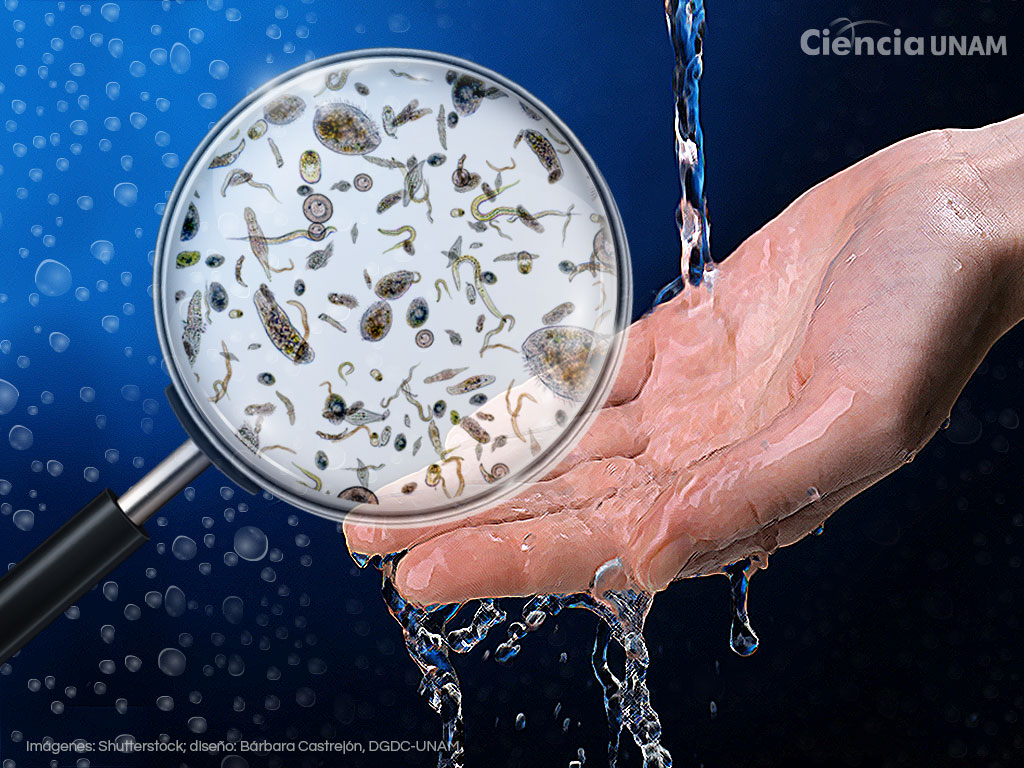 Ciencia UNAM
Imágenes: Shutterstock; diseño: Bárbara Castrejón, DGDC-UNAM